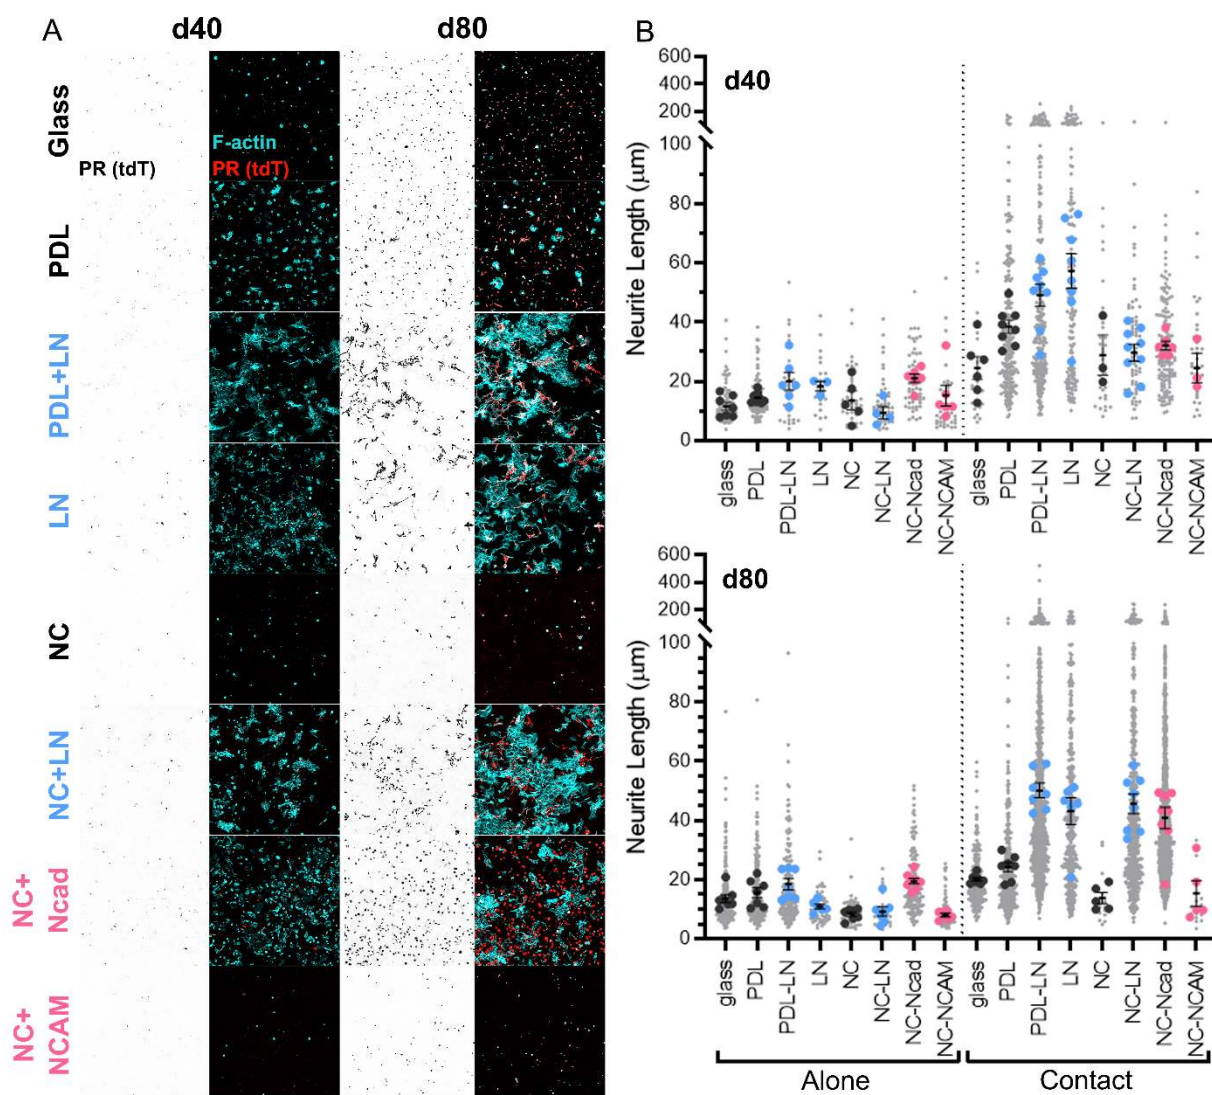 A
d40
d80
Glass
PR (tdT)
F-actin
PR (tdT)
PDL
PDL+LN
LN
NC
NC+LN
NC+
Ncad
NC+
NCAM
B
d40
Neurite Length (µm)
600
400
200
100
80
60
40
20
0
glass
PDL
PDL-LN
LN
NC
NC-LN
NC-Ncad
NC-NCAM
glass
PDL
PDL-LN
LN
NC
NC-LN
NC-Ncad
NC-NCAM
d80
Neurite Length (µm)
600
400
200
100
80
60
40
20
0
glass
PDL
PDL-LN
LN
NC
NC-LN
NC-Ncad
NC-NCAM
glass
PDL
PDL-LN
LN
NC
NC-LN
NC-Ncad
NC-NCAM
Alone
Contact